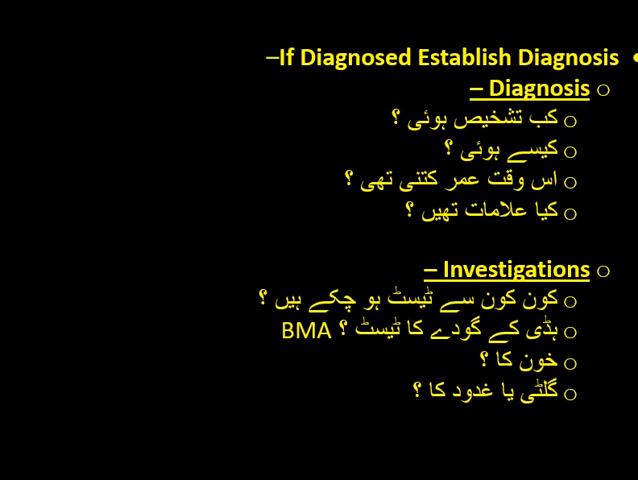 • If Diagnosed Establish Diagnosis–
o Diagnosis –
o کب تشخیص ہوئی ؟
o کیسے ہوئی ؟
o اس وقت عمر کتنی تھی ؟
o کیا علامات تھیں ؟
o Investigations –
o کون کون سے ٹیسٹ ہو چکے ہیں ؟
o ہڈی کے گودے کا ٹیسٹ ؟ BMA
o خون کا ؟
o گلٹی یا غدود کا ؟